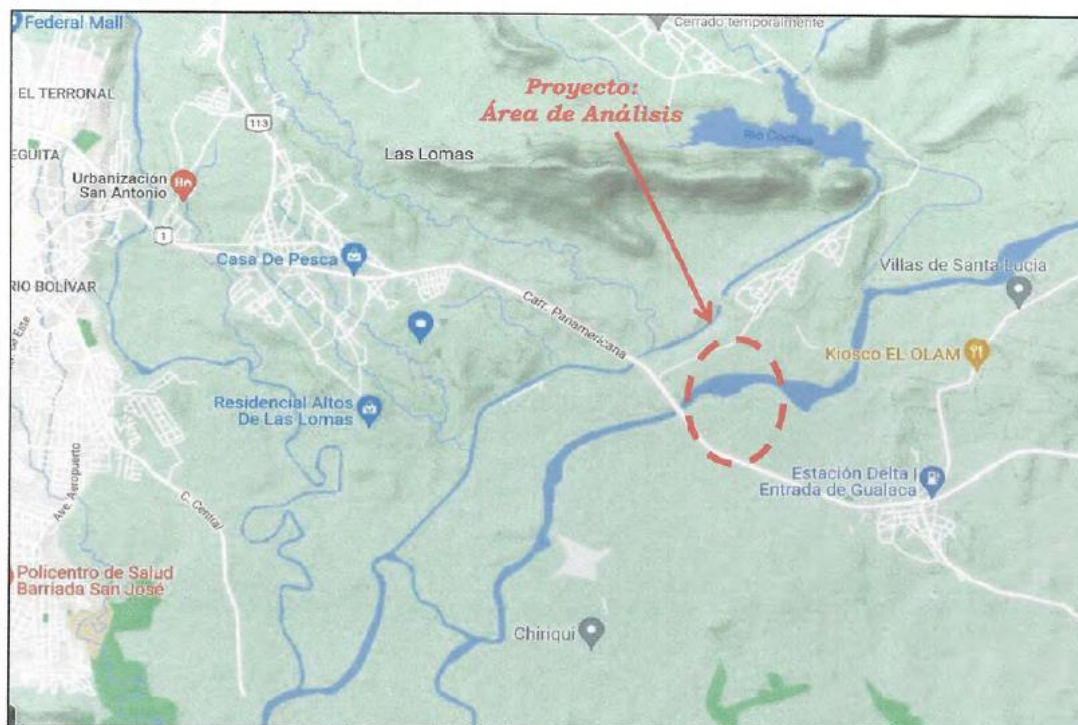 Federal Mall
Cerrado temporalmente
EL TERRONAL
Proyecto:
Área de Análisis
113
EGUITA
Las Lomas
Urbanización
San Antonio
1
Casa De Pesca
Villas de Santa Lucia
RIO BOLÍVAR
Carr. Panamericana
Kiosco EL OLAM
Residencial Altos
De Las Lomas
Estación Delta |
Entrada de Gualaca
Ave. Aeropuerto
C. Central
Policentro de Salud
Barriada San José
Chiriqui